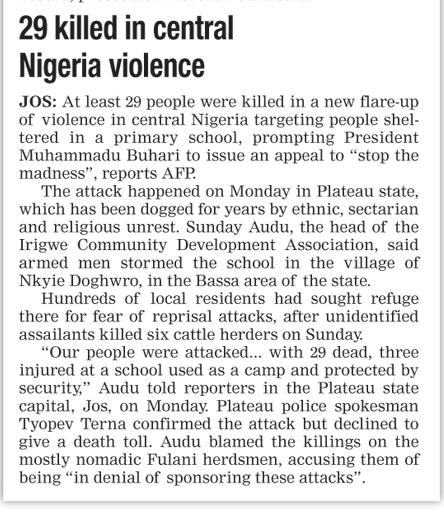 29 killed in central
Nigeria violence
JOS: At least 29 people were killed in a new flare-up
of violence in central Nigeria targeting people shel-
tered in a primary school, prompting President
Muhammadu Buhari to issue an appeal to “stop the
madness”, reports AFP.
The attack happened on Monday in Plateau state,
which has been dogged for years by ethnic, sectarian
and religious unrest. Sunday Audu, the head of the
Irigwe Community Development Association, said
armed men stormed the school in the village of
Nkyie Doghwro, in the Bassa area of the state.
Hundreds of local residents had sought refuge
there for fear of reprisal attacks, after unidentified
assailants killed six cattle herders on Sunday.
“Our people were attacked... with 29 dead, three
injured at a school used as a camp and protected by
security,” Audu told reporters in the Plateau state
capital, Jos, on Monday. Plateau police spokesman
Tyopev Terna confirmed the attack but declined to
give a death toll. Audu blamed the killings on the
mostly nomadic Fulani herdsmen, accusing them of
being “in denial of sponsoring these attacks”.